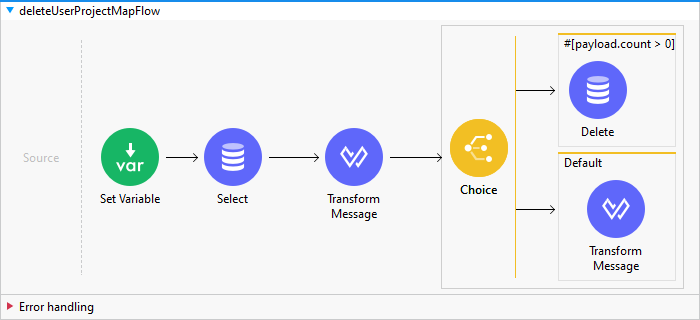 deleteUserProjectMapFlow
#[payload.count > 0]
Delete
Source
var
Set Variable
Select
Transform
Message
Choice
Default
Transform
Message
Error handling